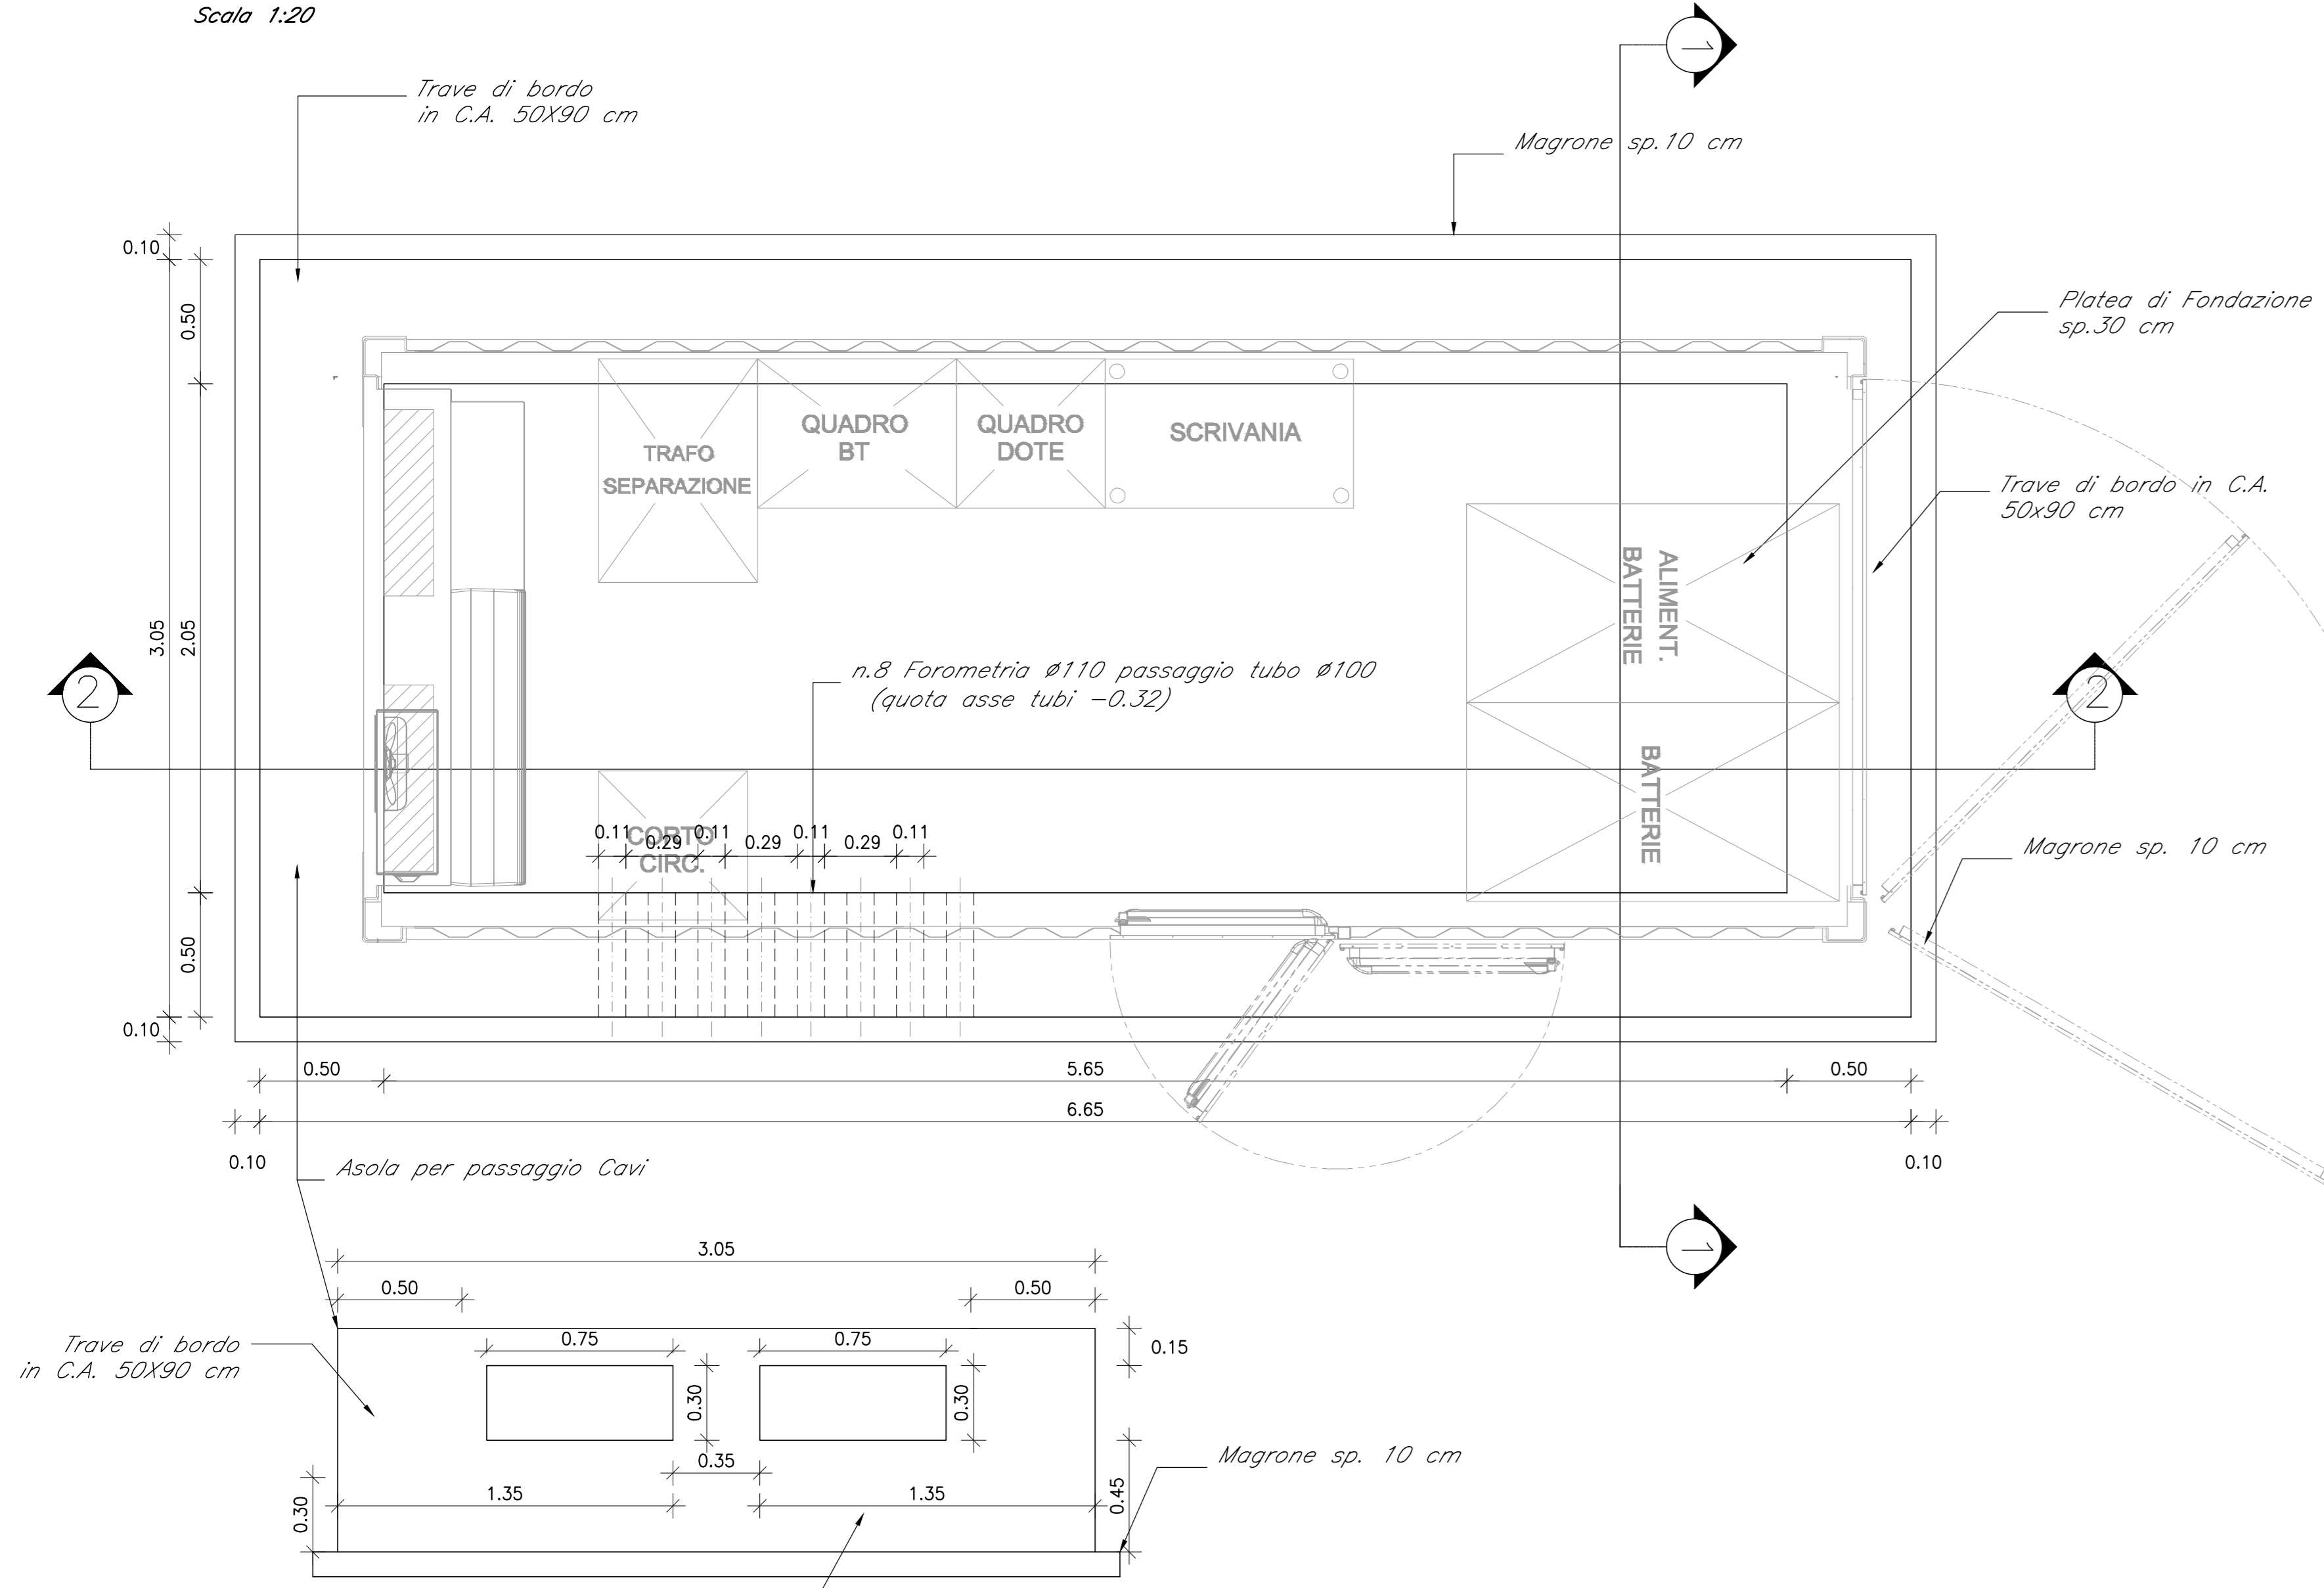 Scala 1:20
Trave di bordo
in C.A. 50X90 cm
1
Magrone sp.10 cm
0.10
0.50
3.05
2.05
0.50
0.10
Platea di Fondazione
sp.30 cm
TRAFO
SEPARAZIONE
QUADRO
BT
QUADRO
DOTE
SCRIVANIA
Trave di bordo in C.A.
50x90 cm
ALIMENT.
BATTERIE
BATTERIE
n.8 Forometria ø110 passaggio tubo ø100
(quota asse tubi -0.32)
2
2
0.11
0.29
0.11
0.29
0.11
0.29
0.11
CORTO
CIRC.
Magrone sp. 10 cm
0.50
5.65
0.50
6.65
0.10
0.10
Asola per passaggio Cavi
1
3.05
0.50
0.50
Trave di bordo
in C.A. 50X90 cm
0.75
0.75
0.15
0.30
0.30
0.35
1.35
1.35
0.30
0.45
Magrone sp. 10 cm